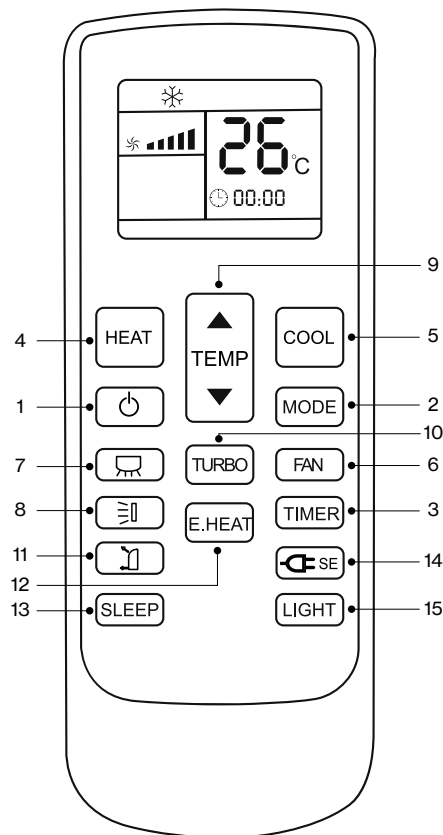 26°C
00:00
9
4 HEAT TEMP COOL 5
1 MODE 2
10
7 TURBO FAN 6
8 E.HEAT TIMER 3
11 SE 14
12
13 SLEEP LIGHT 15